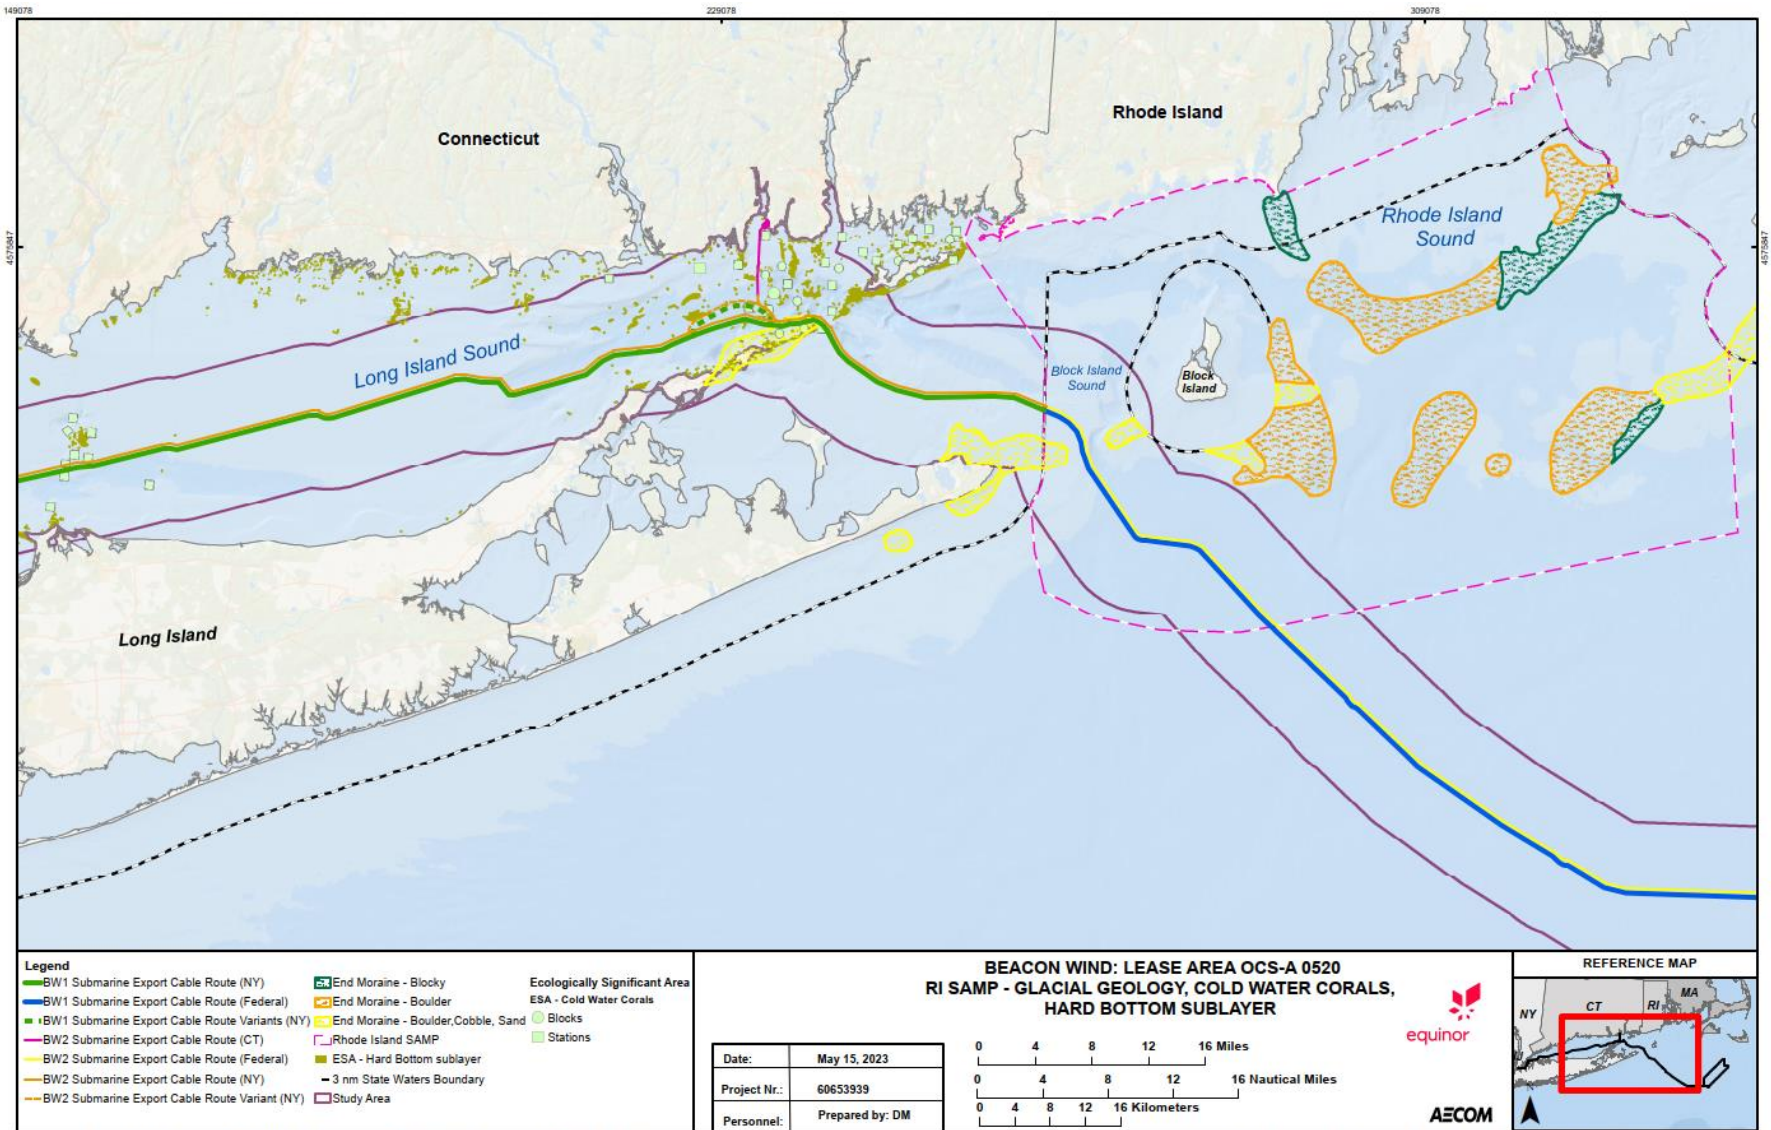 149078
229078
309078
4575847
4575847
Connecticut
Rhode Island
Rhode Island
Sound
Long Island Sound
Block Island
Sound
Block
Island
Long Island
Legend
BW1 Submarine Export Cable Route (NY)
BW1 Submarine Export Cable Route (Federal)
BW1 Submarine Export Cable Route Variants (NY)
BW2 Submarine Export Cable Route (CT)
BW2 Submarine Export Cable Route (Federal)
BW2 Submarine Export Cable Route (NY)
BW2 Submarine Export Cable Route Variant (NY)
End Moraine - Blocky
End Moraine - Boulder
End Moraine - Boulder,Cobble, Sand
Rhode Island SAMP
ESA - Hard Bottom sublayer
3 nm State Waters Boundary
Study Area
Ecologically Significant Area
ESA - Cold Water Corals
Blocks
Stations
BEACON WIND: LEASE AREA OCS-A 0520
RI SAMP - GLACIAL GEOLOGY, COLD WATER CORALS,
HARD BOTTOM SUBLAYER
Date: May 15, 2023
Project Nr.: 60653939
Personnel: Prepared by: DM
0 4 8 12 16 Miles
0 4 8 12 16 Nautical Miles
0 4 8 12 16 Kilometers
equinor
AECOM
REFERENCE MAP
NY
CT
RI
MA